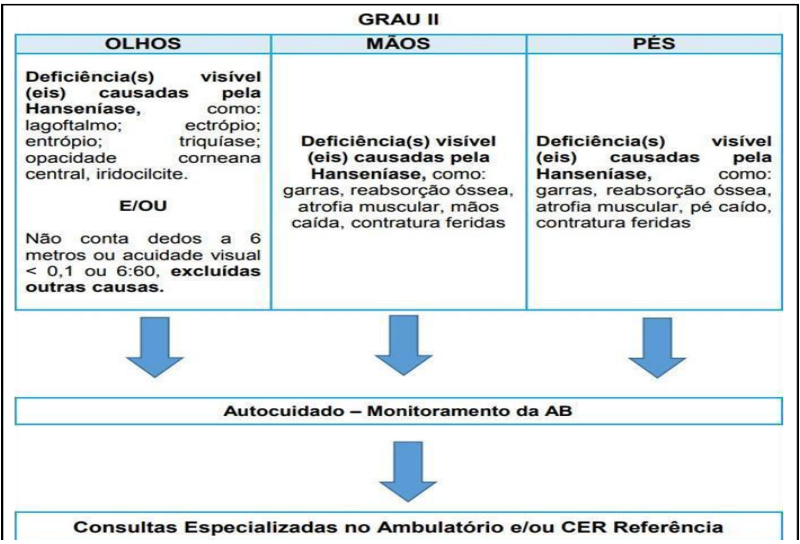 GRAU II
OLHOS
MÃOS
PÉS
Deficiência(s) visível
(eis) causadas pela
Hanseníase, como:
lagoftalmo; ectrópio;
entrópio; triquíase;
opacidade corneana
central, iridocilcite.
E/OU
Não conta dedos a 6
metros ou acuidade visual
< 0,1 ou 6:60, excluídas
outras causas.
Deficiência(s) visível
(eis) causadas pela
Hanseníase, como:
garras, reabsorção óssea,
atrofia muscular, mãos
caída, contratura feridas
Deficiência(s) visível
(eis) causadas pela
Hanseníase, como:
garras, reabsorção óssea,
atrofia muscular, pé caído,
contratura feridas
Autocuidado – Monitoramento da AB
Consultas Especializadas no Ambulatório e/ou CER Referência